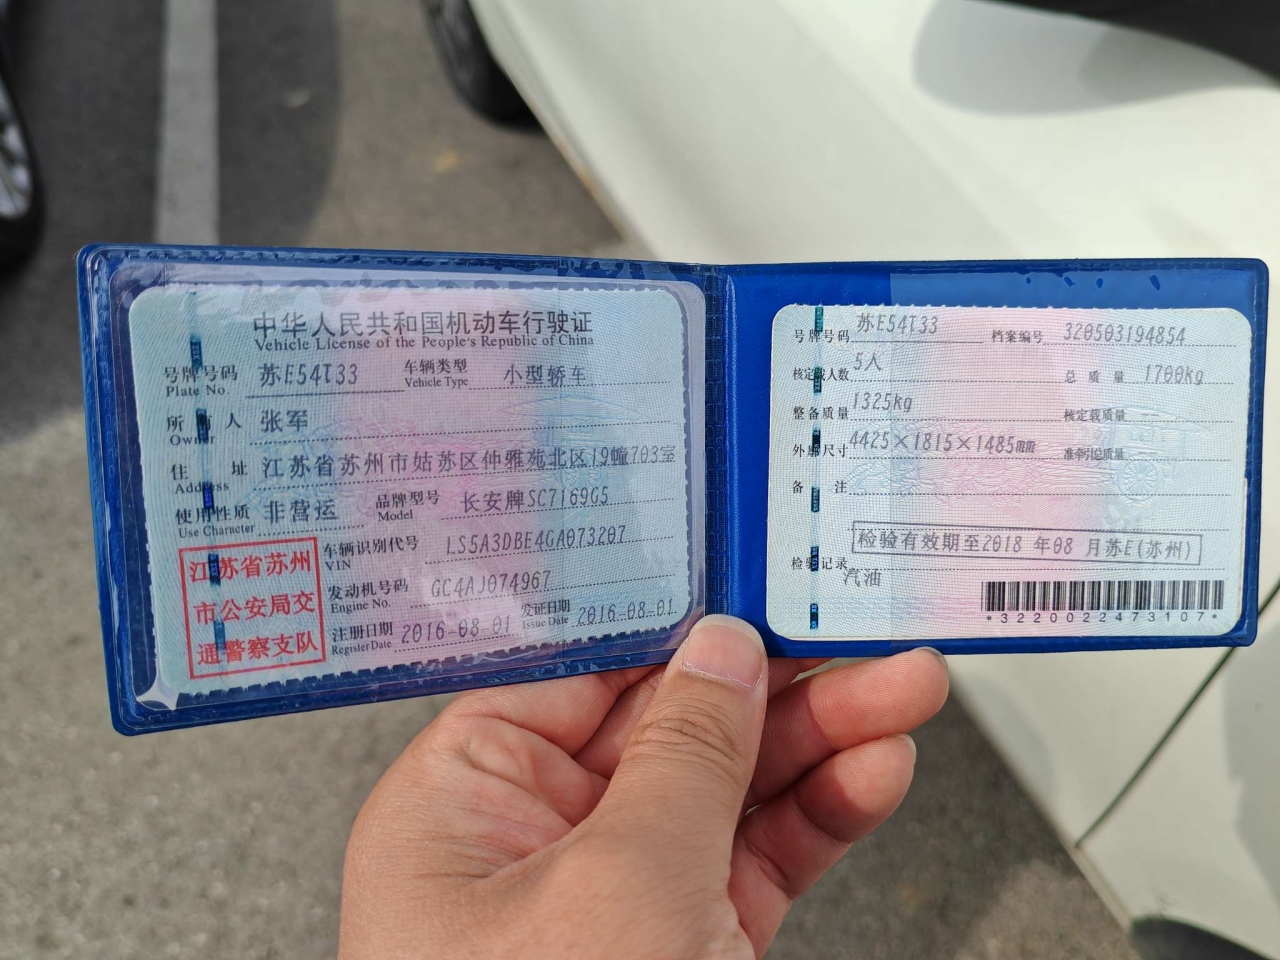 中华人民共和国机动车行驶证
Vehicle License of the People's Republic of China
号牌号码 苏E54T33 车辆类型 小型轿车
Plate No. Vehicle Type
所有人 张军
Owner
住址 江苏省苏州市姑苏区仲雅苑北区19幢703室
Address
使用性质 非营运 品牌型号 长安牌SC7169G5
Use Character Model
江苏省苏州
市公安局交
通警察支队
车辆识别代号 LS5A3DBE4GA073207
VIN
发动机号码 GC4AJ074967
Engine No.
注册日期 2016-08-01 发证日期 2016-08-01
Register Date Issue Date
号牌号码 苏E54T33 档案编号 320503194854
核定载人数 5人 总质量 1700kg
整备质量 1325kg 核定载质量 --
外廓尺寸 4425×1815×1485mm 准牵引总质量 --
备注
检验有效期至2018 年08 月苏E(苏州)
检验记录
汽油
*3220022473107*